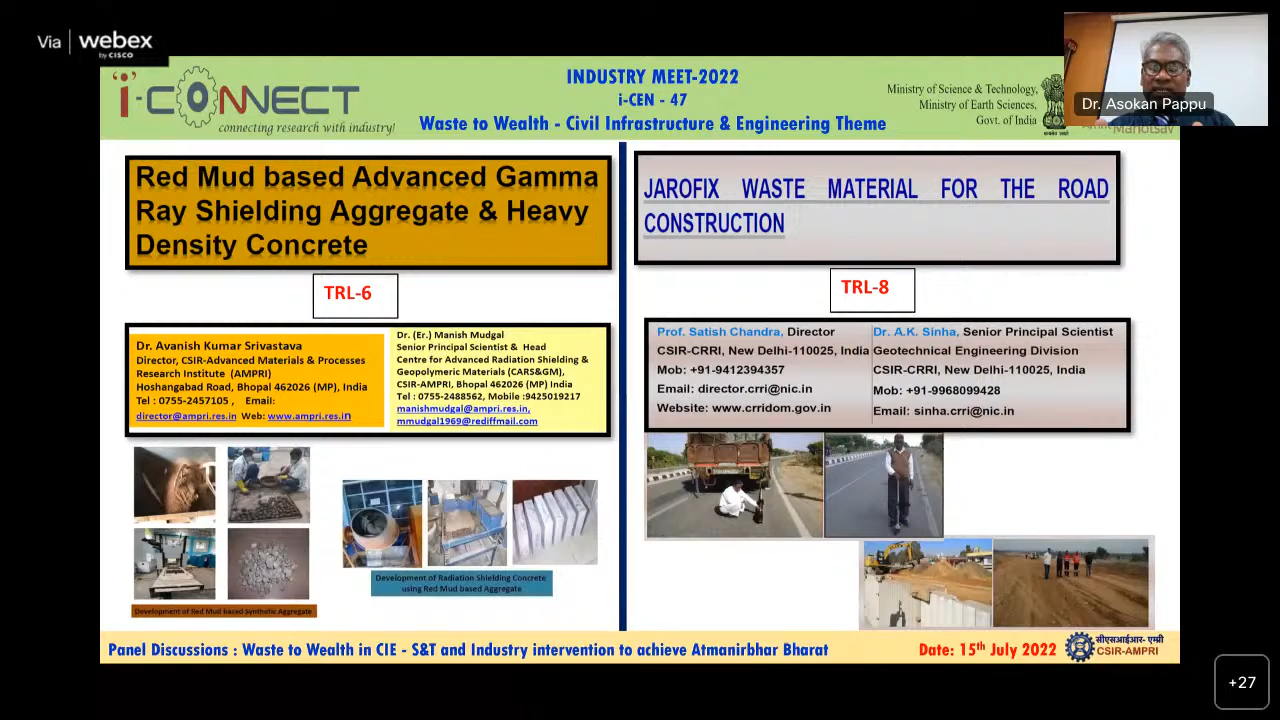 Via webex
by CISCO
i-CONNECT
connecting research with industry!
INDUSTRY MEET-2022
i-CEN - 47
Waste to Wealth - Civil Infrastructure & Engineering Theme
Ministry of Science & Technology,
Ministry of Earth Sciences,
Govt. of India
Mahotsav
Dr. Asokan Pappu
Red Mud based Advanced Gamma
Ray Shielding Aggregate & Heavy
Density Concrete
TRL-6
Dr. Avanish Kumar Srivastava
Director, CSIR-Advanced Materials & Processes
Research Institute (AMPRI)
Hoshangabad Road, Bhopal 462026 (MP), India
Tel : 0755-2457105 , Email:
director@ampri.res.in Web: www.ampri.res.in
Dr. (Er.) Manish Mudgal
Senior Principal Scientist & Head
Centre for Advanced Radiation Shielding &
Geopolymeric Materials (CARS&GM),
CSIR-AMPRI, Bhopal 462026 (MP) India
Tel : 0755-2488562, Mobile :9425019217
manishmudgal@ampri.res.in,
mmudgal1969@rediffmail.com
Development of Red Mud based Synthetic Aggregate
Development of Radiation Shielding Concrete
using Red Mud based Aggregate
JAROFIX WASTE MATERIAL FOR THE ROAD
CONSTRUCTION
TRL-8
Prof. Satish Chandra, Director
CSIR-CRRI, New Delhi-110025, India
Mob: +91-9412394357
Email: director.crri@nic.in
Website: www.crridom.gov.in
Dr. A.K. Sinha, Senior Principal Scientist
Geotechnical Engineering Division
CSIR-CRRI, New Delhi-110025, India
Mob: +91-9968099428
Email: sinha.crri@nic.in
Panel Discussions : Waste to Wealth in CIE - S&T and Industry intervention to achieve Atmanirbhar Bharat
Date: 15th July 2022
सीएसआईआर- एम्प्री
CSIR-AMPRI
+27